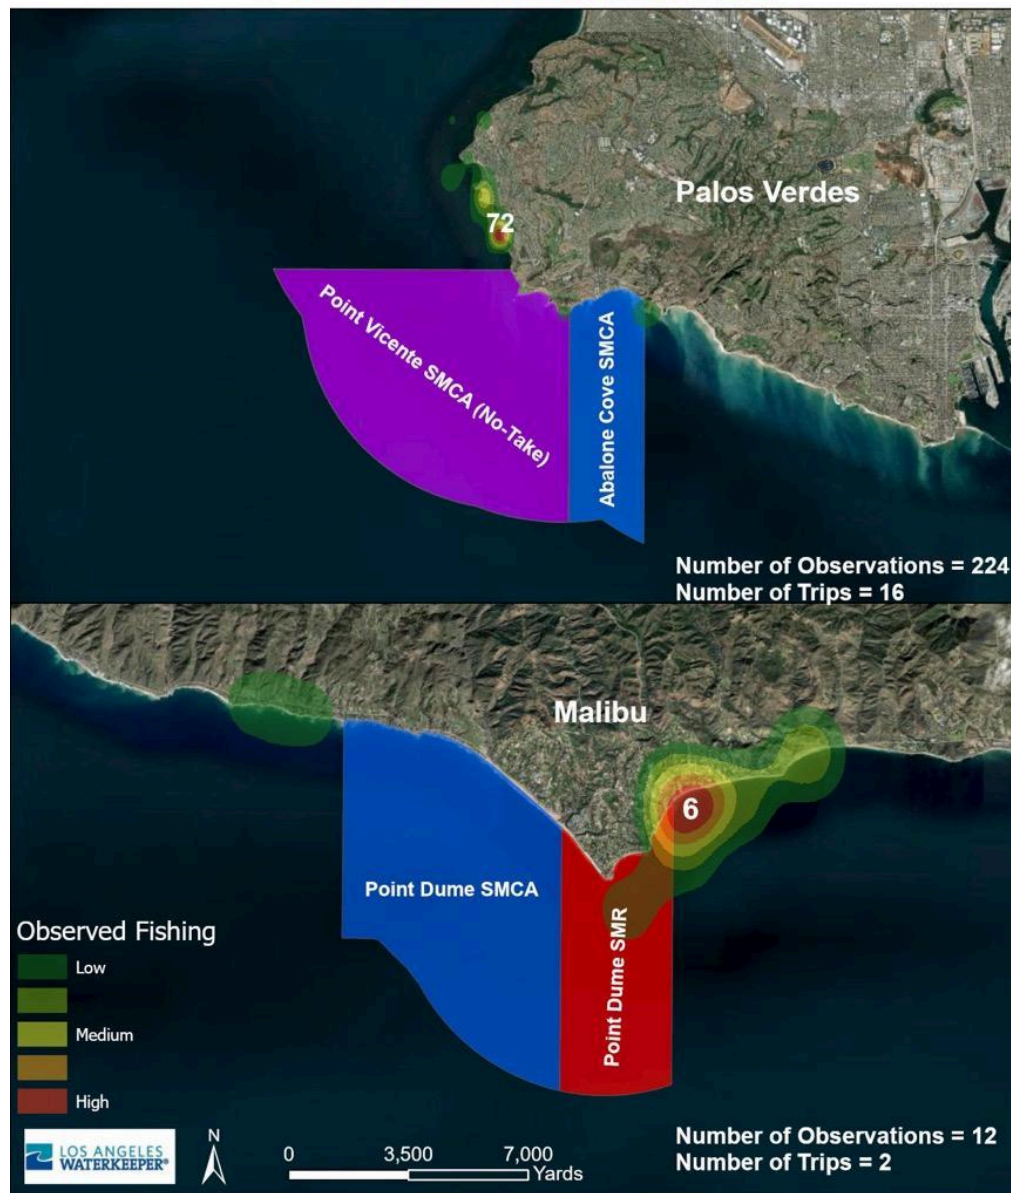 Palos Verdes
72
Point Vicente SMCA (No-Take)
Abalone Cove SMCA
Number of Observations = 224
Number of Trips = 16
Malibu
6
Point Dume SMCA
Point Dume SMR
Observed Fishing
Low
Medium
High
LOS ANGELES
WATERKEEPER®
N
0 3,500 7,000
Yards
Number of Observations = 12
Number of Trips = 2